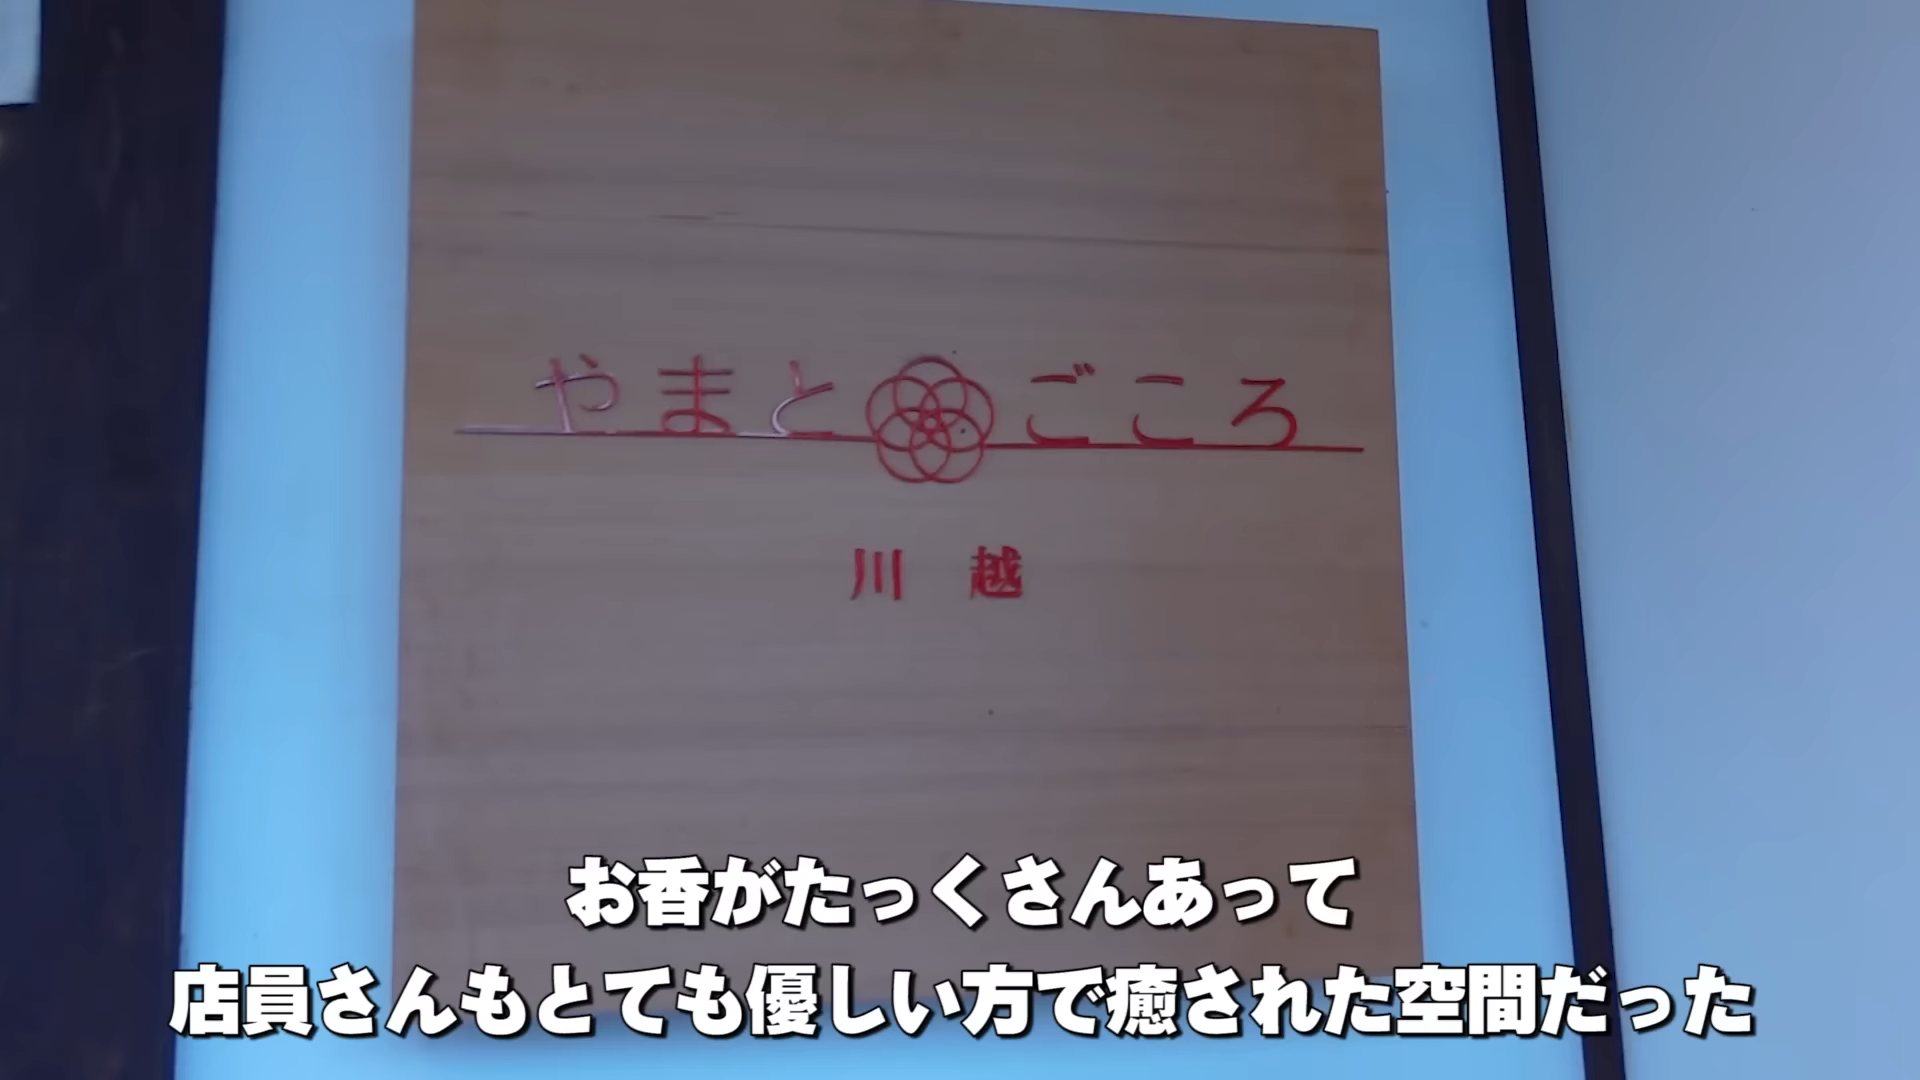 やまとごころ
川越
お香がたっくさんあって
店員さんもとても優しい方で癒された空間だった